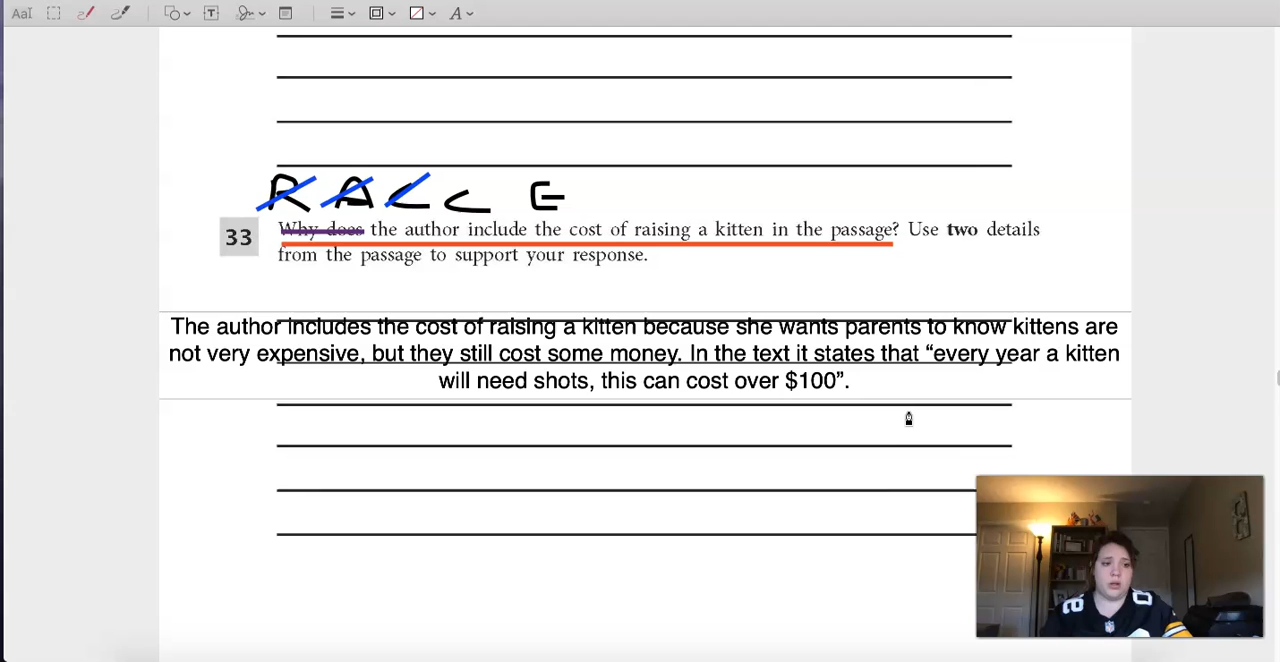 AaI T A
R A C C E
33 Why does the author include the cost of raising a kitten in the passage? Use two details
from the passage to support your response.
The author includes the cost of raising a kitten because she wants parents to know kittens are
not very expensive, but they still cost some money. In the text it states that “every year a kitten
will need shots, this can cost over $100”.